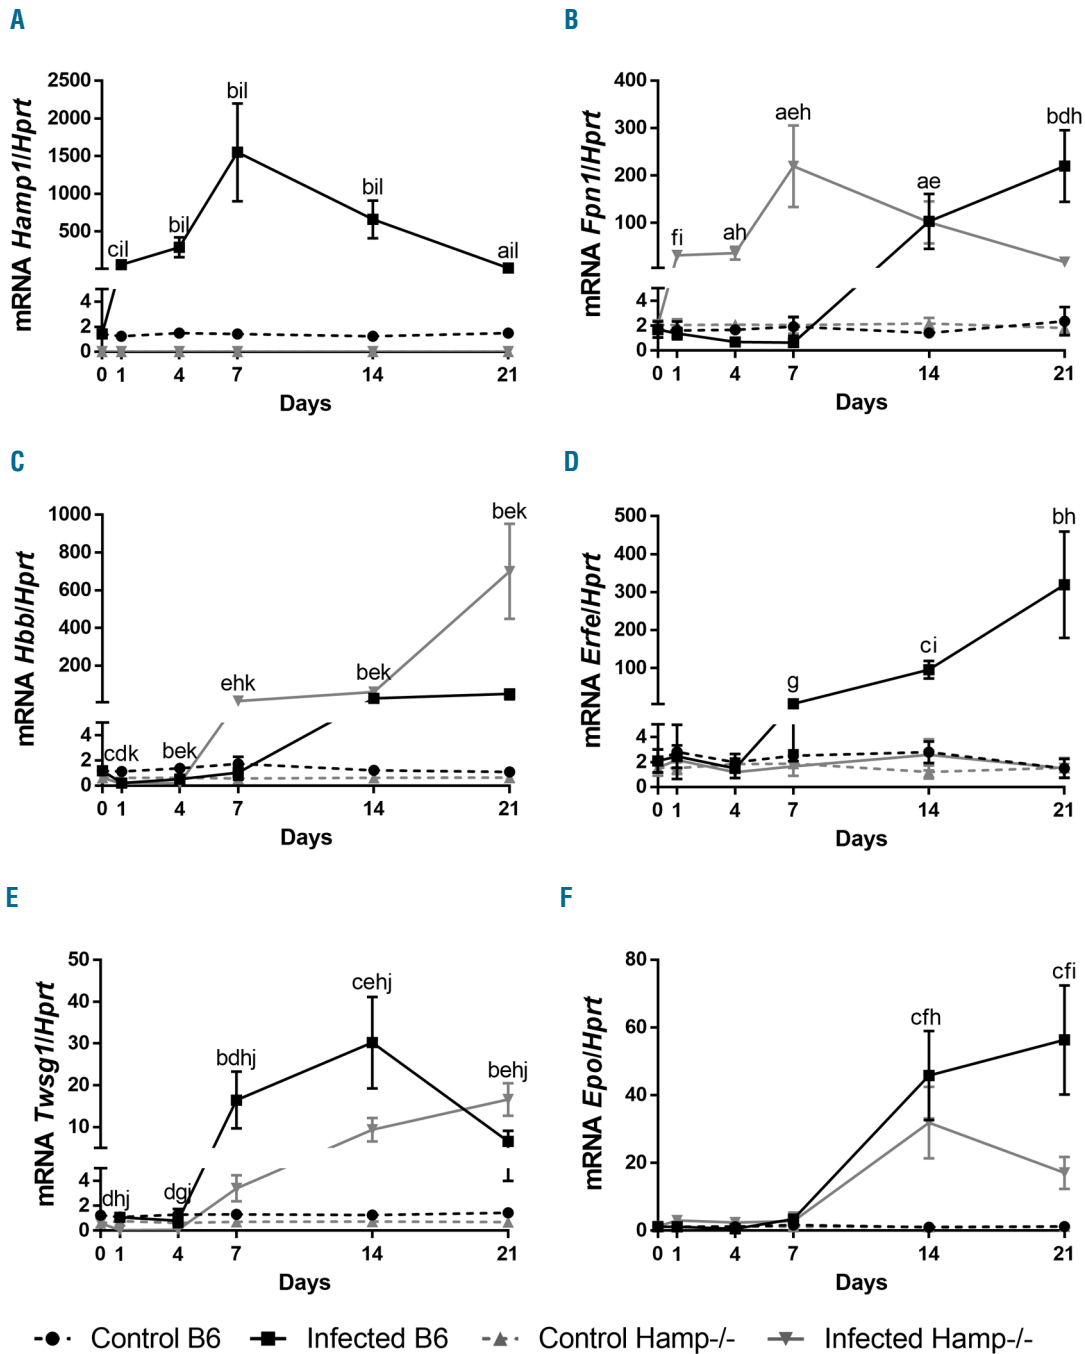 A
mRNA Hamp1/Hprt
2500
2000
1500
1000
500
4
2
0
cil
bil
bil
bil
ail
0 1 4 7 14 21
Days
B
mRNA Fpn1/Hprt
400
300
200
100
4
2
0
fi
ah
aeh
ae
bdh
0 1 4 7 14 21
Days
C
mRNA Hbb/Hprt
1000
800
600
400
200
4
2
0
cdk
bek
ehk
bek
bek
0 1 4 7 14 21
Days
D
mRNA Erfe/Hprt
500
400
300
200
100
4
2
0
g
ci
bh
0 1 4 7 14 21
Days
E
mRNA Twsg1/Hprt
50
40
30
20
10
4
2
0
dhj
dgj
bdhj
cehj
behj
0 1 4 7 14 21
Days
F
mRNA Epo/Hprt
80
60
40
20
0
cfh
cfi
0 1 4 7 14 21
Days
Control B6 Infected B6 Control Hamp-/- Infected Hamp-/-